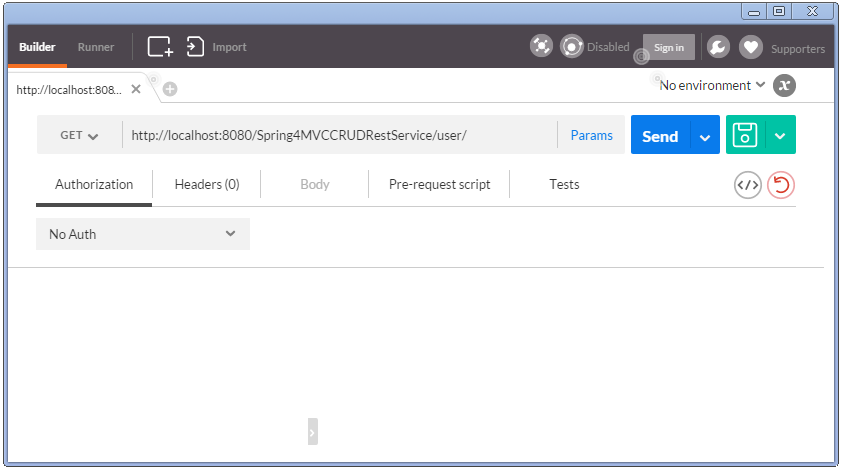 Builder Runner Import Disabled Sign in Supporters
http://localhost:808... No environment x
GET http://localhost:8080/Spring4MVCCRUDRestService/user/ Params Send
Authorization Headers (0) Body Pre-request script Tests </>
No Auth